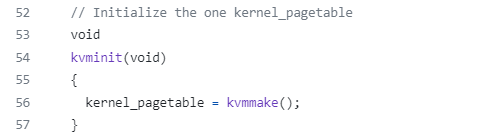 52 // Initialize the one kernel_pagetable
53 void
54 kvminit(void)
55 {
56   kernel_pagetable = kvmmake();
57 }